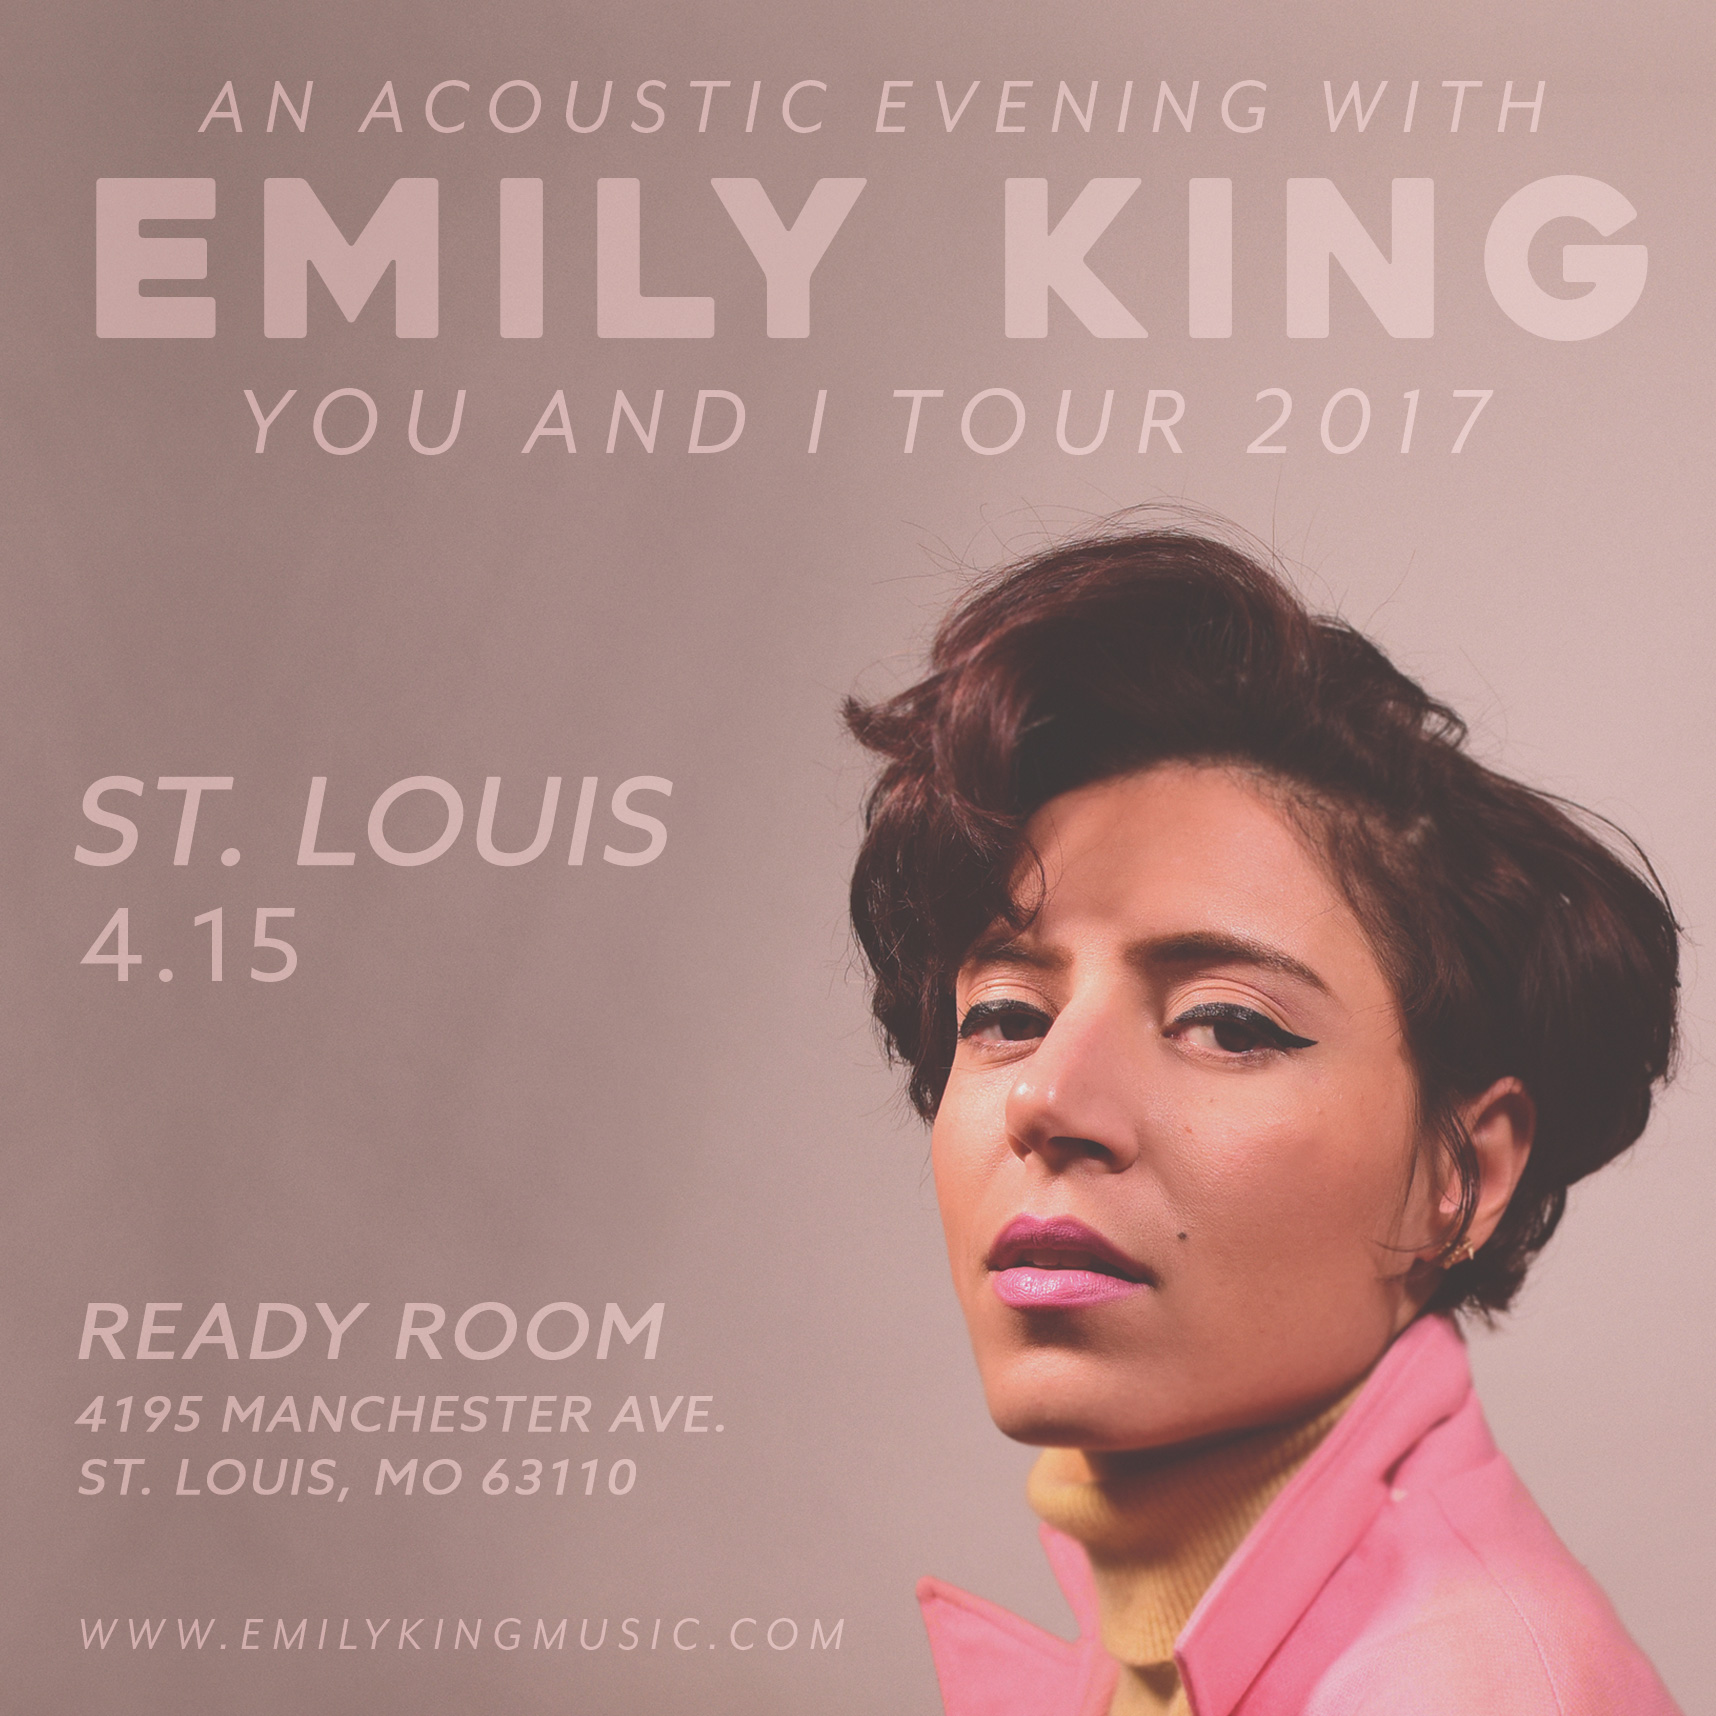 AN ACOUSTIC EVENING WITH
EMILY KING
YOU AND I TOUR 2017
ST. LOUIS
4.15
READY ROOM
4195 MANCHESTER AVE.
ST. LOUIS, MO 63110
WWW.EMILYKINGMUSIC.COM